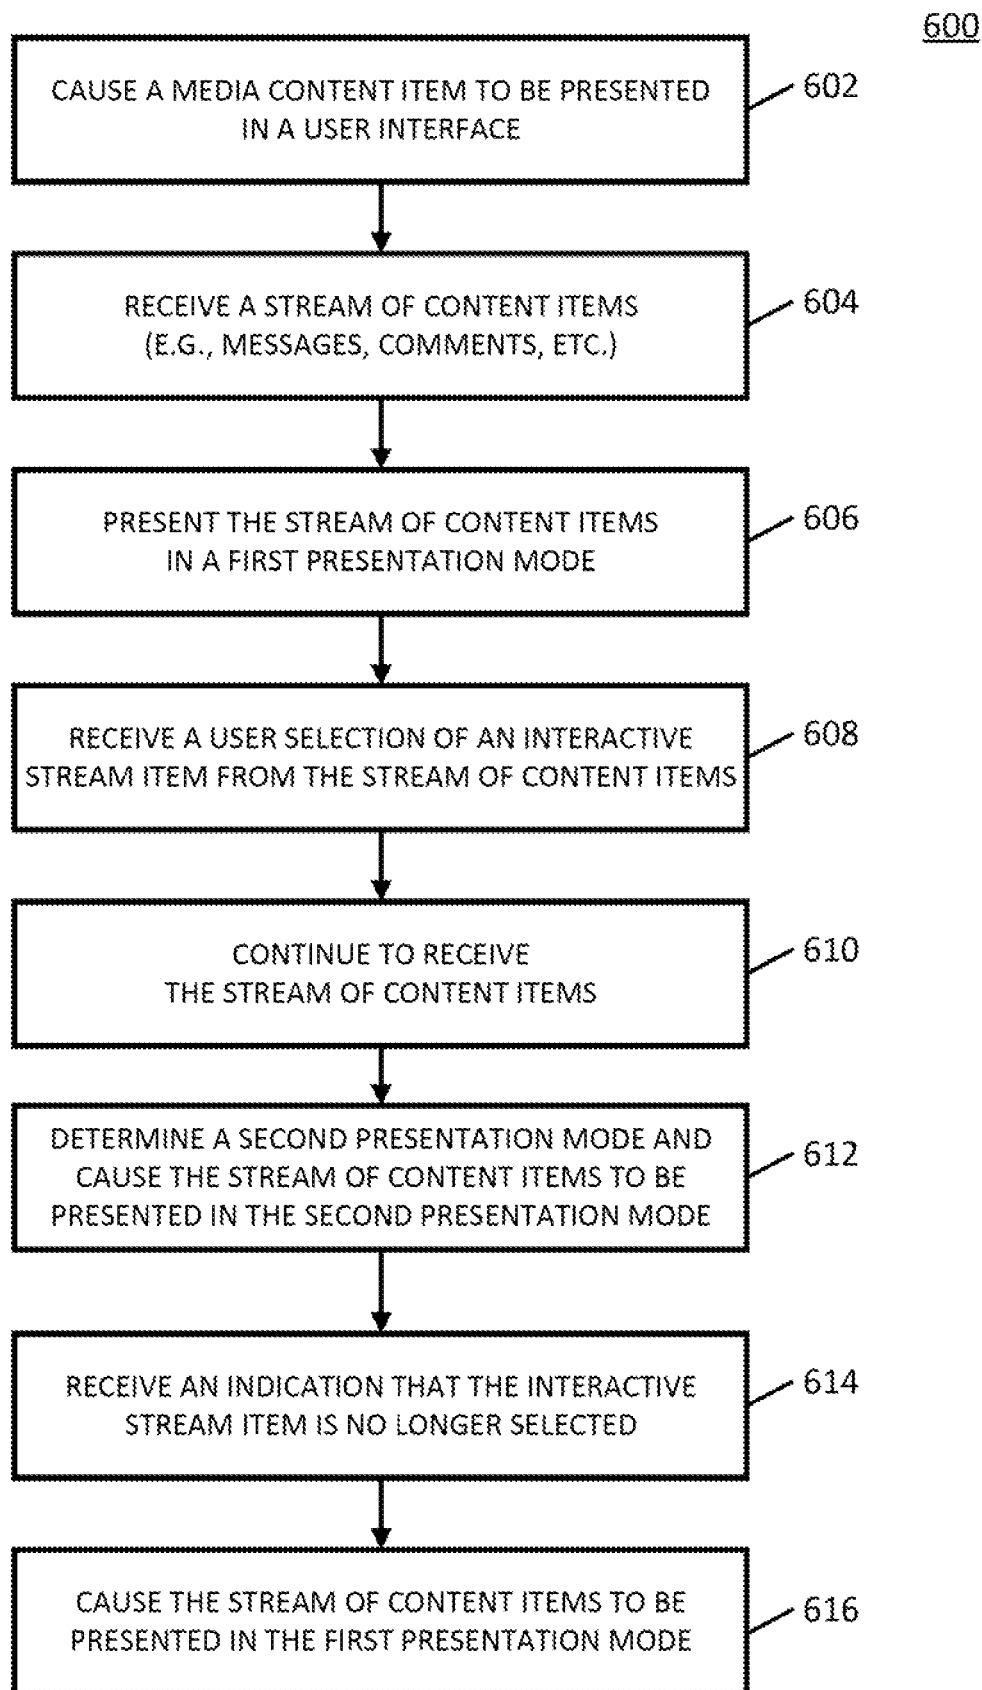 600
CAUSE A MEDIA CONTENT ITEM TO BE PRESENTED
IN A USER INTERFACE
602
RECEIVE A STREAM OF CONTENT ITEMS
(E.G., MESSAGES, COMMENTS, ETC.)
604
PRESENT THE STREAM OF CONTENT ITEMS
IN A FIRST PRESENTATION MODE
606
RECEIVE A USER SELECTION OF AN INTERACTIVE
STREAM ITEM FROM THE STREAM OF CONTENT ITEMS
608
CONTINUE TO RECEIVE
THE STREAM OF CONTENT ITEMS
610
DETERMINE A SECOND PRESENTATION MODE AND
CAUSE THE STREAM OF CONTENT ITEMS TO BE
PRESENTED IN THE SECOND PRESENTATION MODE
612
RECEIVE AN INDICATION THAT THE INTERACTIVE
STREAM ITEM IS NO LONGER SELECTED
614
CAUSE THE STREAM OF CONTENT ITEMS TO BE
PRESENTED IN THE FIRST PRESENTATION MODE
616